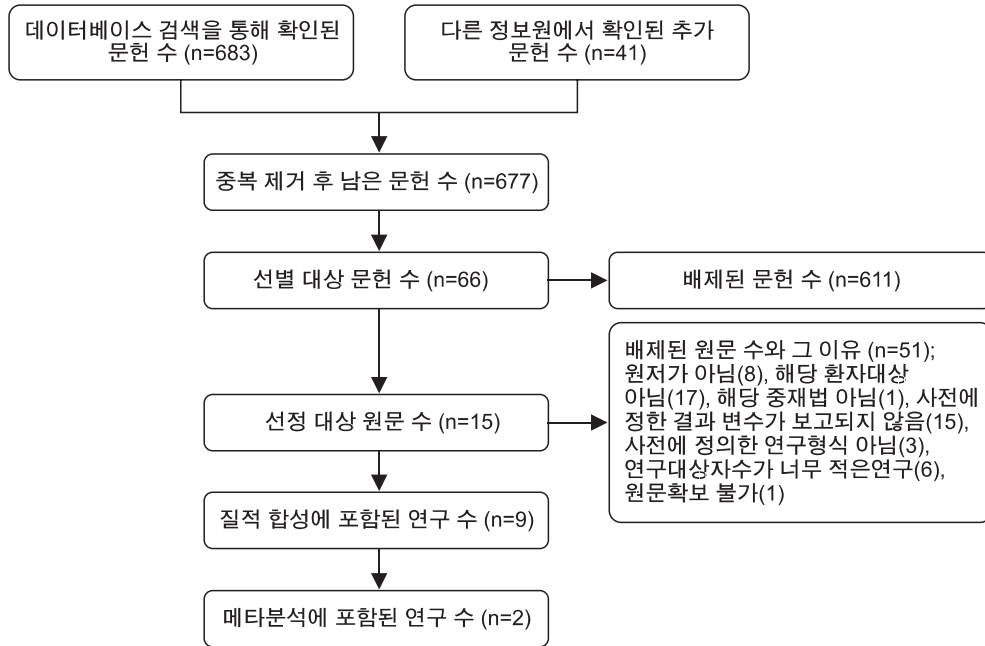 데이터베이스 검색을 통해 확인된
문헌 수 (n=683)
다른 정보원에서 확인된 추가
문헌 수 (n=41)
중복 제거 후 남은 문헌 수 (n=677)
선별 대상 문헌 수 (n=66)
배제된 문헌 수 (n=611)
배제된 원문 수와 그 이유 (n=51);
원저가 아님(8), 해당 환자대상
아님(17), 해당 중재법 아님(1), 사전에
정한 결과 변수가 보고되지 않음(15),
사전에 정의한 연구형식 아님(3),
연구대상자수가 너무 적은연구(6),
원문확보 불가(1)
선정 대상 원문 수 (n=15)
질적 합성에 포함된 연구 수 (n=9)
메타분석에 포함된 연구 수 (n=2)